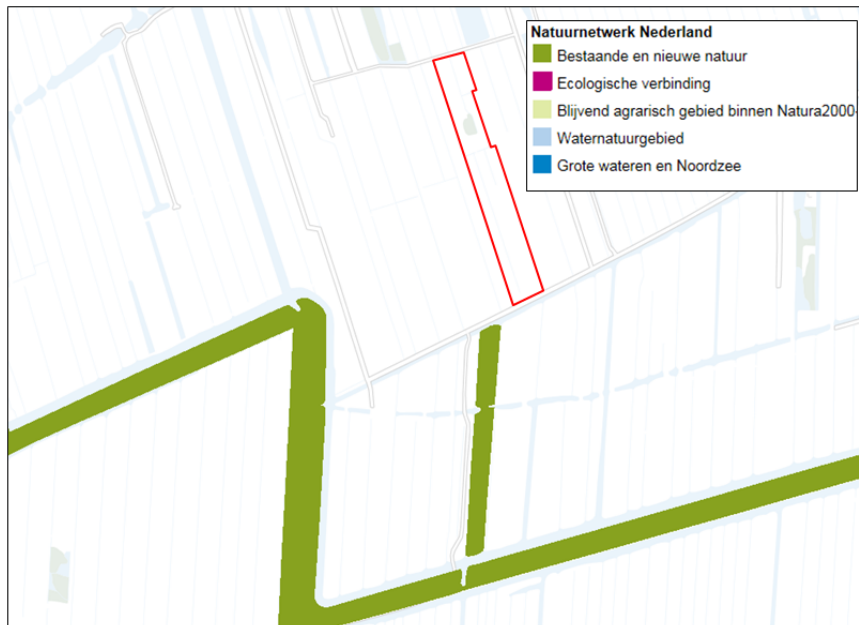 Natuurnetwerk Nederland
Bestaande en nieuwe natuur
Ecologische verbinding
Blijvend agrarisch gebied binnen Natura2000-
Waternatuurgebied
Grote wateren en Noordzee